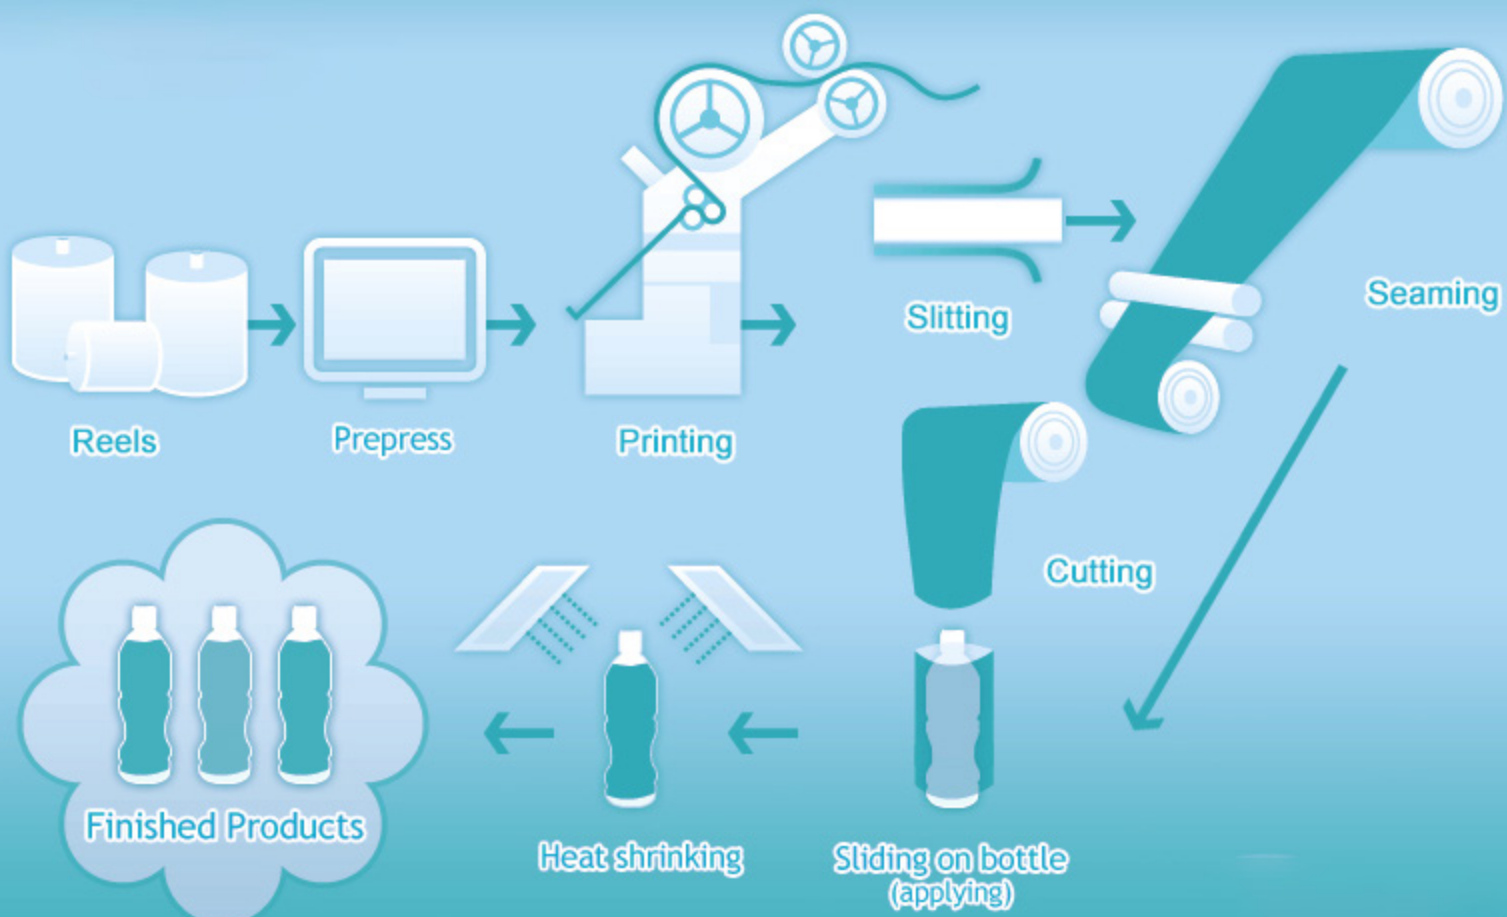 Reels
Prepress
Printing
Slitting
Seaming
Cutting
Sliding on bottle
(applying)
Heat shrinking
Finished Products